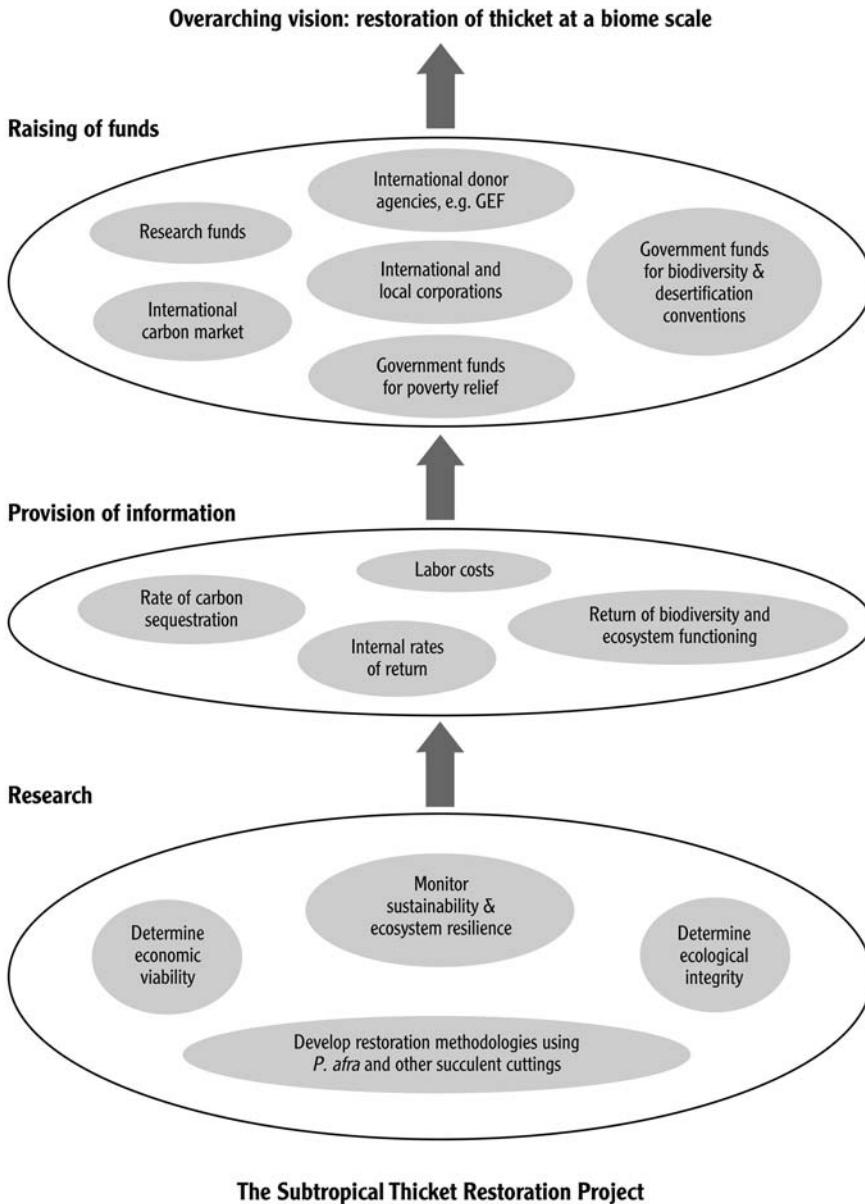 Overarching vision: restoration of thicket at a biome scale
Raising of funds
International donor
agencies, e.g. GEF
Research funds
Government funds
for biodiversity &
desertification
conventions
International and
local corporations
International
carbon market
Government funds
for poverty relief
Provision of information
Labor costs
Rate of carbon
sequestration
Return of biodiversity and
ecosystem functioning
Internal rates
of return
Research
Monitor
sustainability &
ecosystem resilience
Determine
economic
viability
Determine
ecological
integrity
Develop restoration methodologies using
P. afra and other succulent cuttings
The Subtropical Thicket Restoration Project